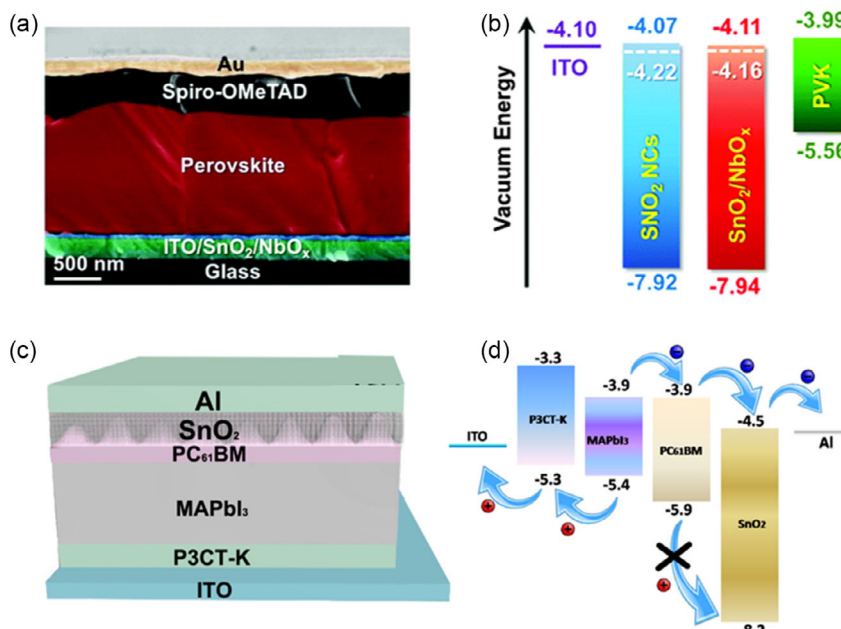 (a)
Au
Spiro-OMeTAD
Perovskite
ITO/SnO₂/NbOₓ
500 nm
Glass
(b)
Vacuum Energy
-4.10
ITO
-4.07
-4.22
SNO₂ NCs
-7.92
-4.11
-4.16
SnO₂/NbOₓ
-7.94
-3.99
PVK
-5.56
(c)
Al
SnO₂
PC₆₁BM
MAPbI₃
P3CT-K
ITO
(d)
ITO
-3.3
P3CT-K
-5.3
-3.9
MAPbI₃
-5.4
-3.9
PC₆₁BM
-5.9
-4.5
SnO₂
Al